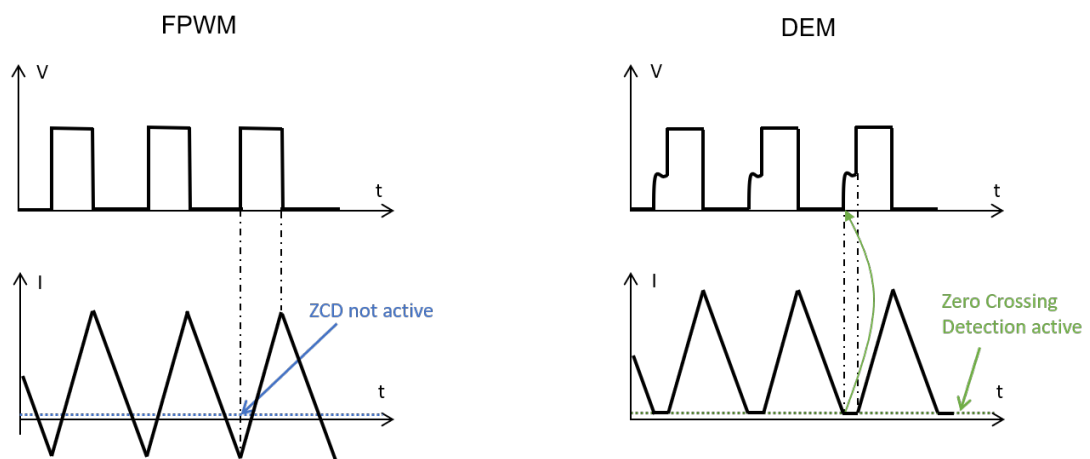 FPWM
V
t
I
ZCD not active
t
DEM
V
t
I
Zero Crossing
Detection active
t